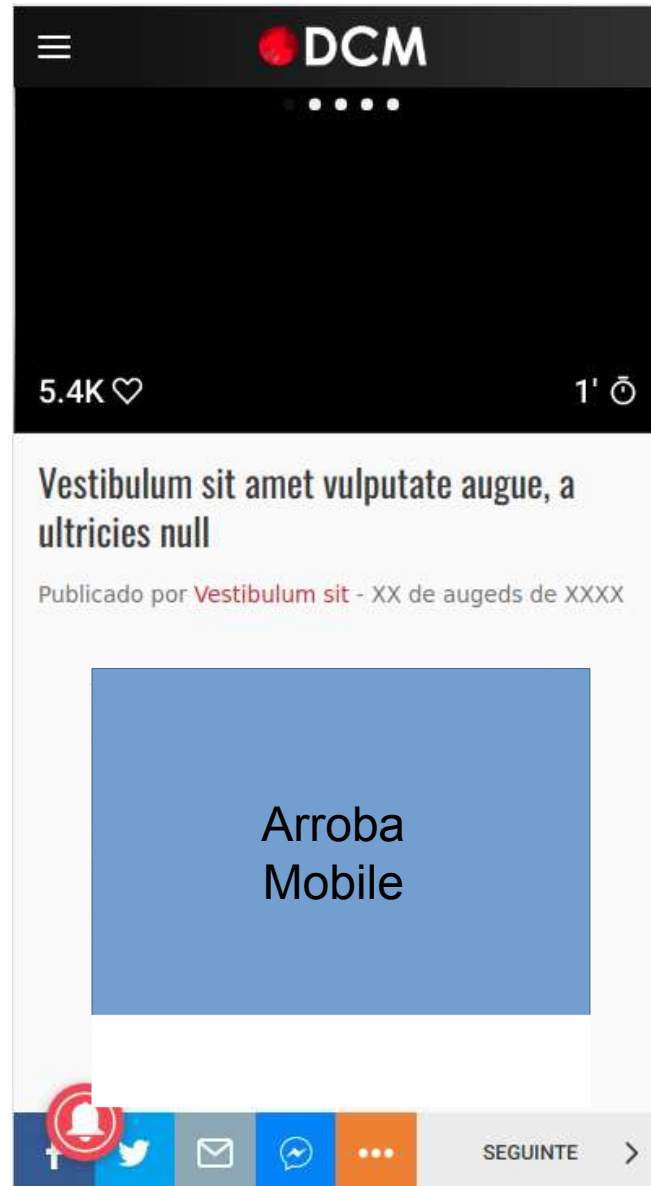 DCM
5.4K
1'
Vestibulum sit amet vulputate augue, a
ultricies null
Publicado por Vestibulum sit - XX de augeds de XXXX
Arroba
Mobile
SEGUINTE